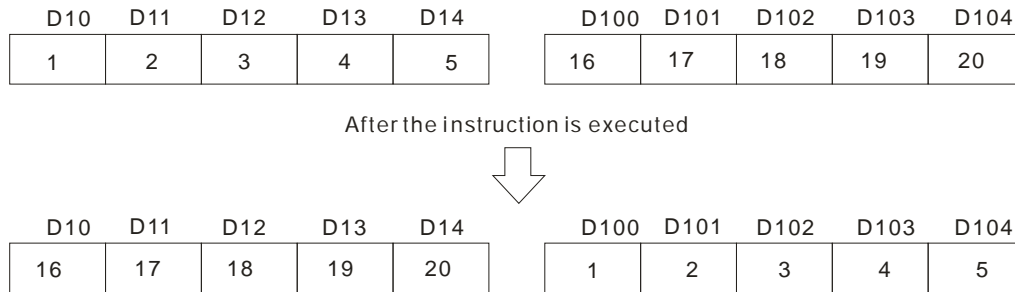 D10 D11 D12 D13 D14 D100 D101 D102 D103 D104
1 2 3 4 5 16 17 18 19 20
After the instruction is executed
D10 D11 D12 D13 D14 D100 D101 D102 D103 D104
16 17 18 19 20 1 2 3 4 5